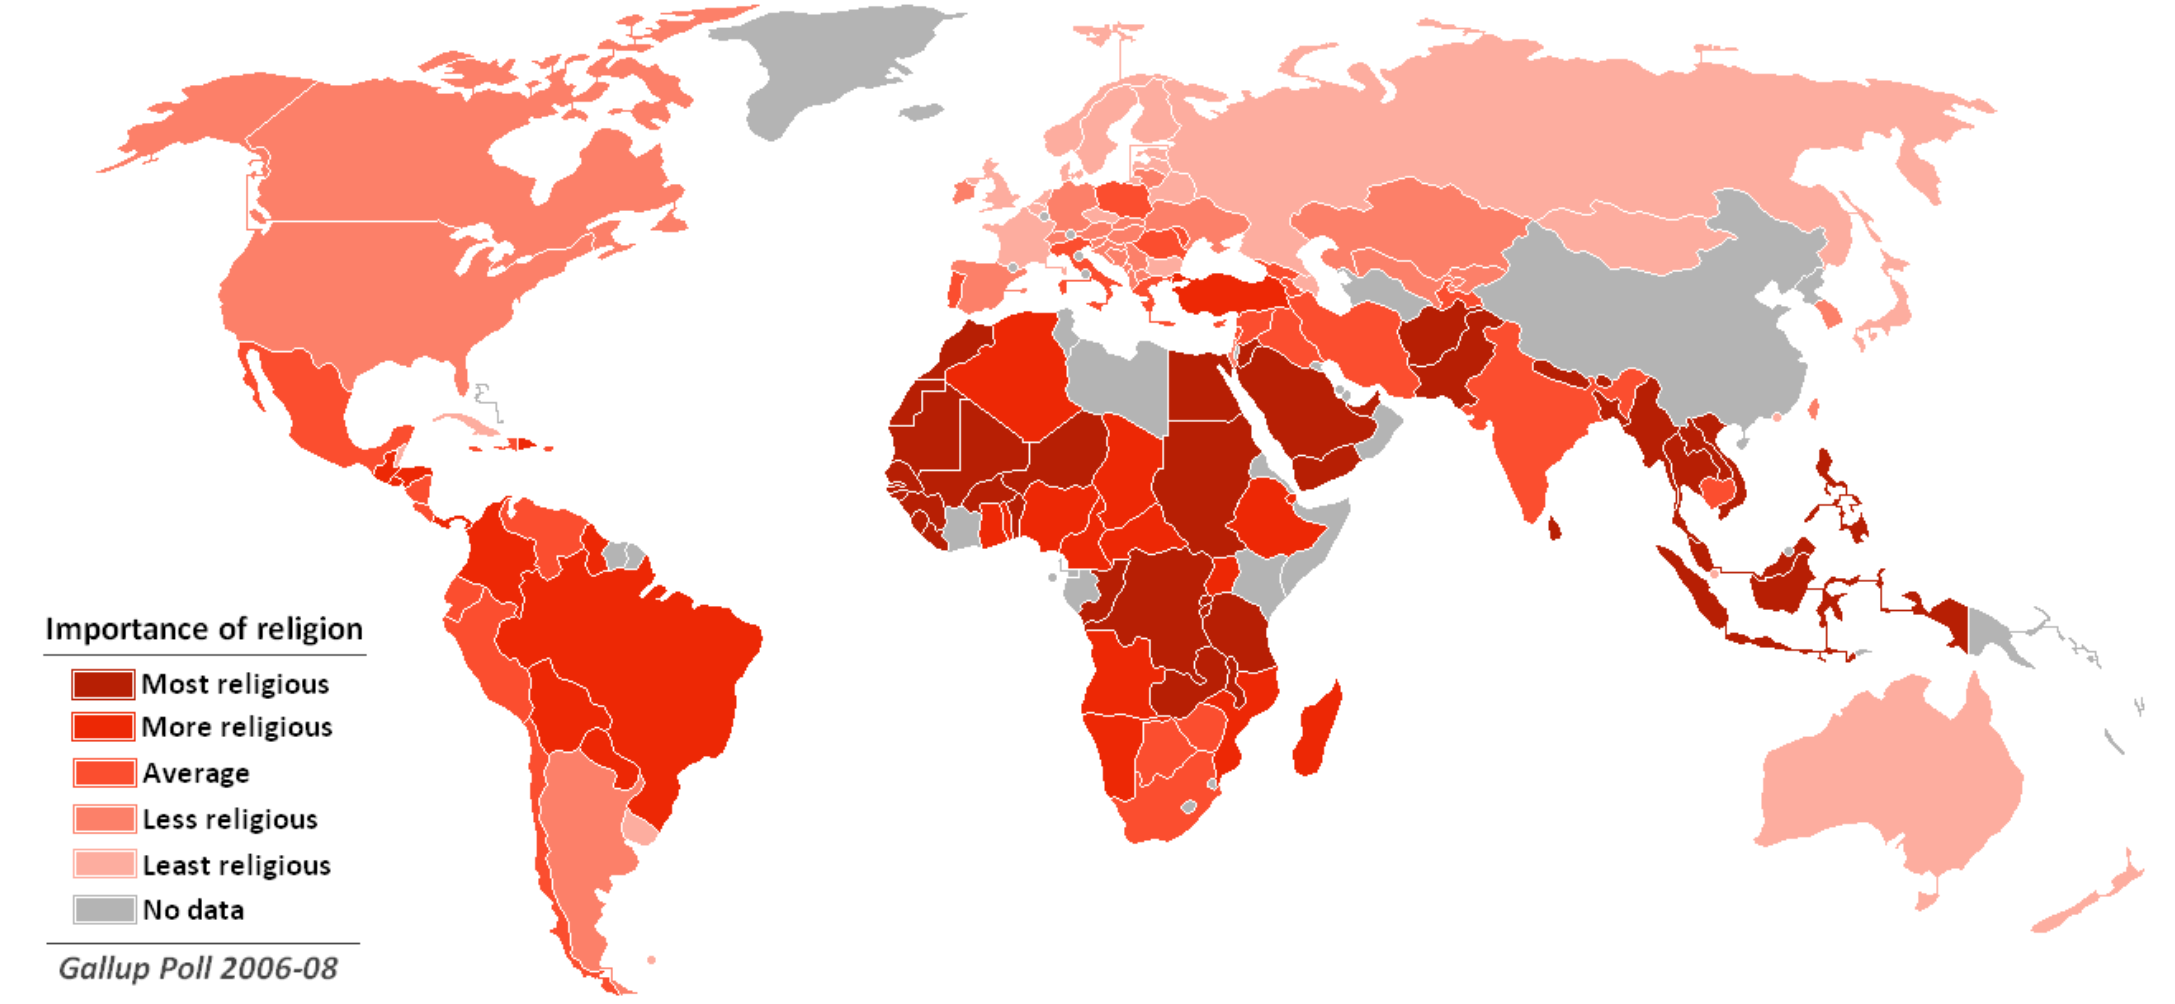 Importance of religion
Most religious
More religious
Average
Less religious
Least religious
No data
Gallup Poll 2006-08